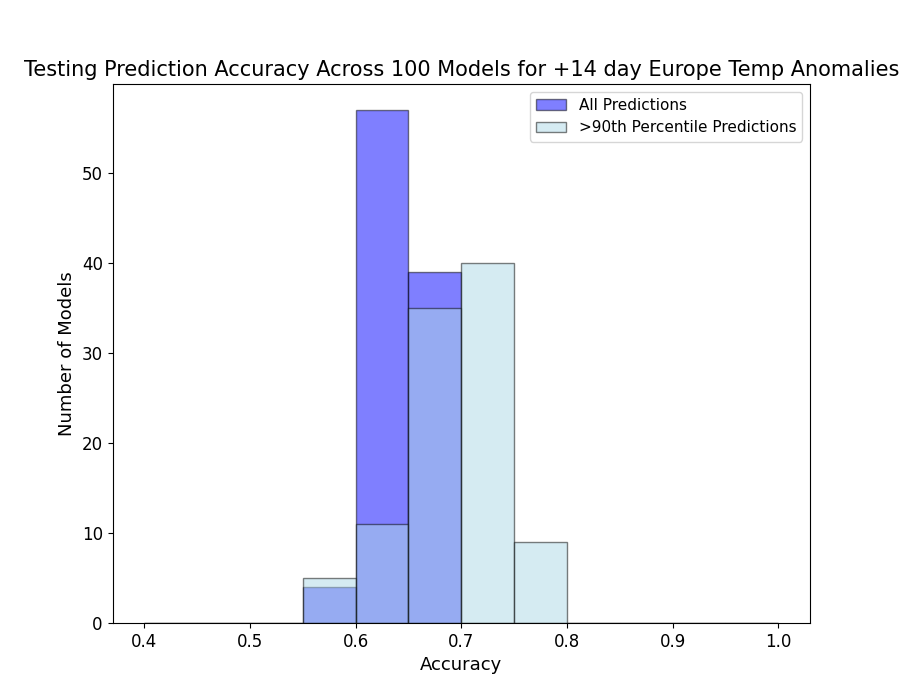 Testing Prediction Accuracy Across 100 Models for +14 day Europe Temp Anomalies
All Predictions
>90th Percentile Predictions
50
40
30
20
10
0
Number of Models
0.4 0.5 0.6 0.7 0.8 0.9 1.0
Accuracy